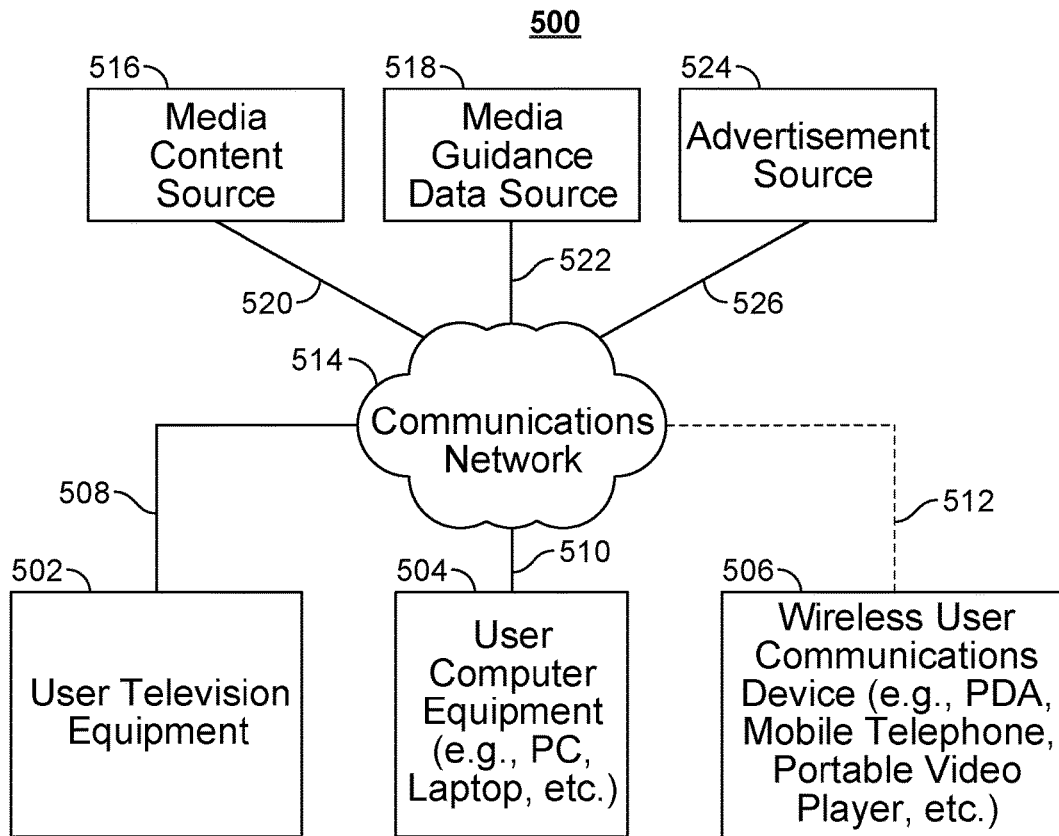 500
516
518
524
Media
Content
Source
Media
Guidance
Data Source
Advertisement
Source
520
522
526
514
Communications
Network
508
510
512
502
504
506
User Television
Equipment
User
Computer
Equipment
(e.g., PC,
Laptop, etc.)
Wireless User
Communications
Device (e.g., PDA,
Mobile Telephone,
Portable Video
Player, etc.)